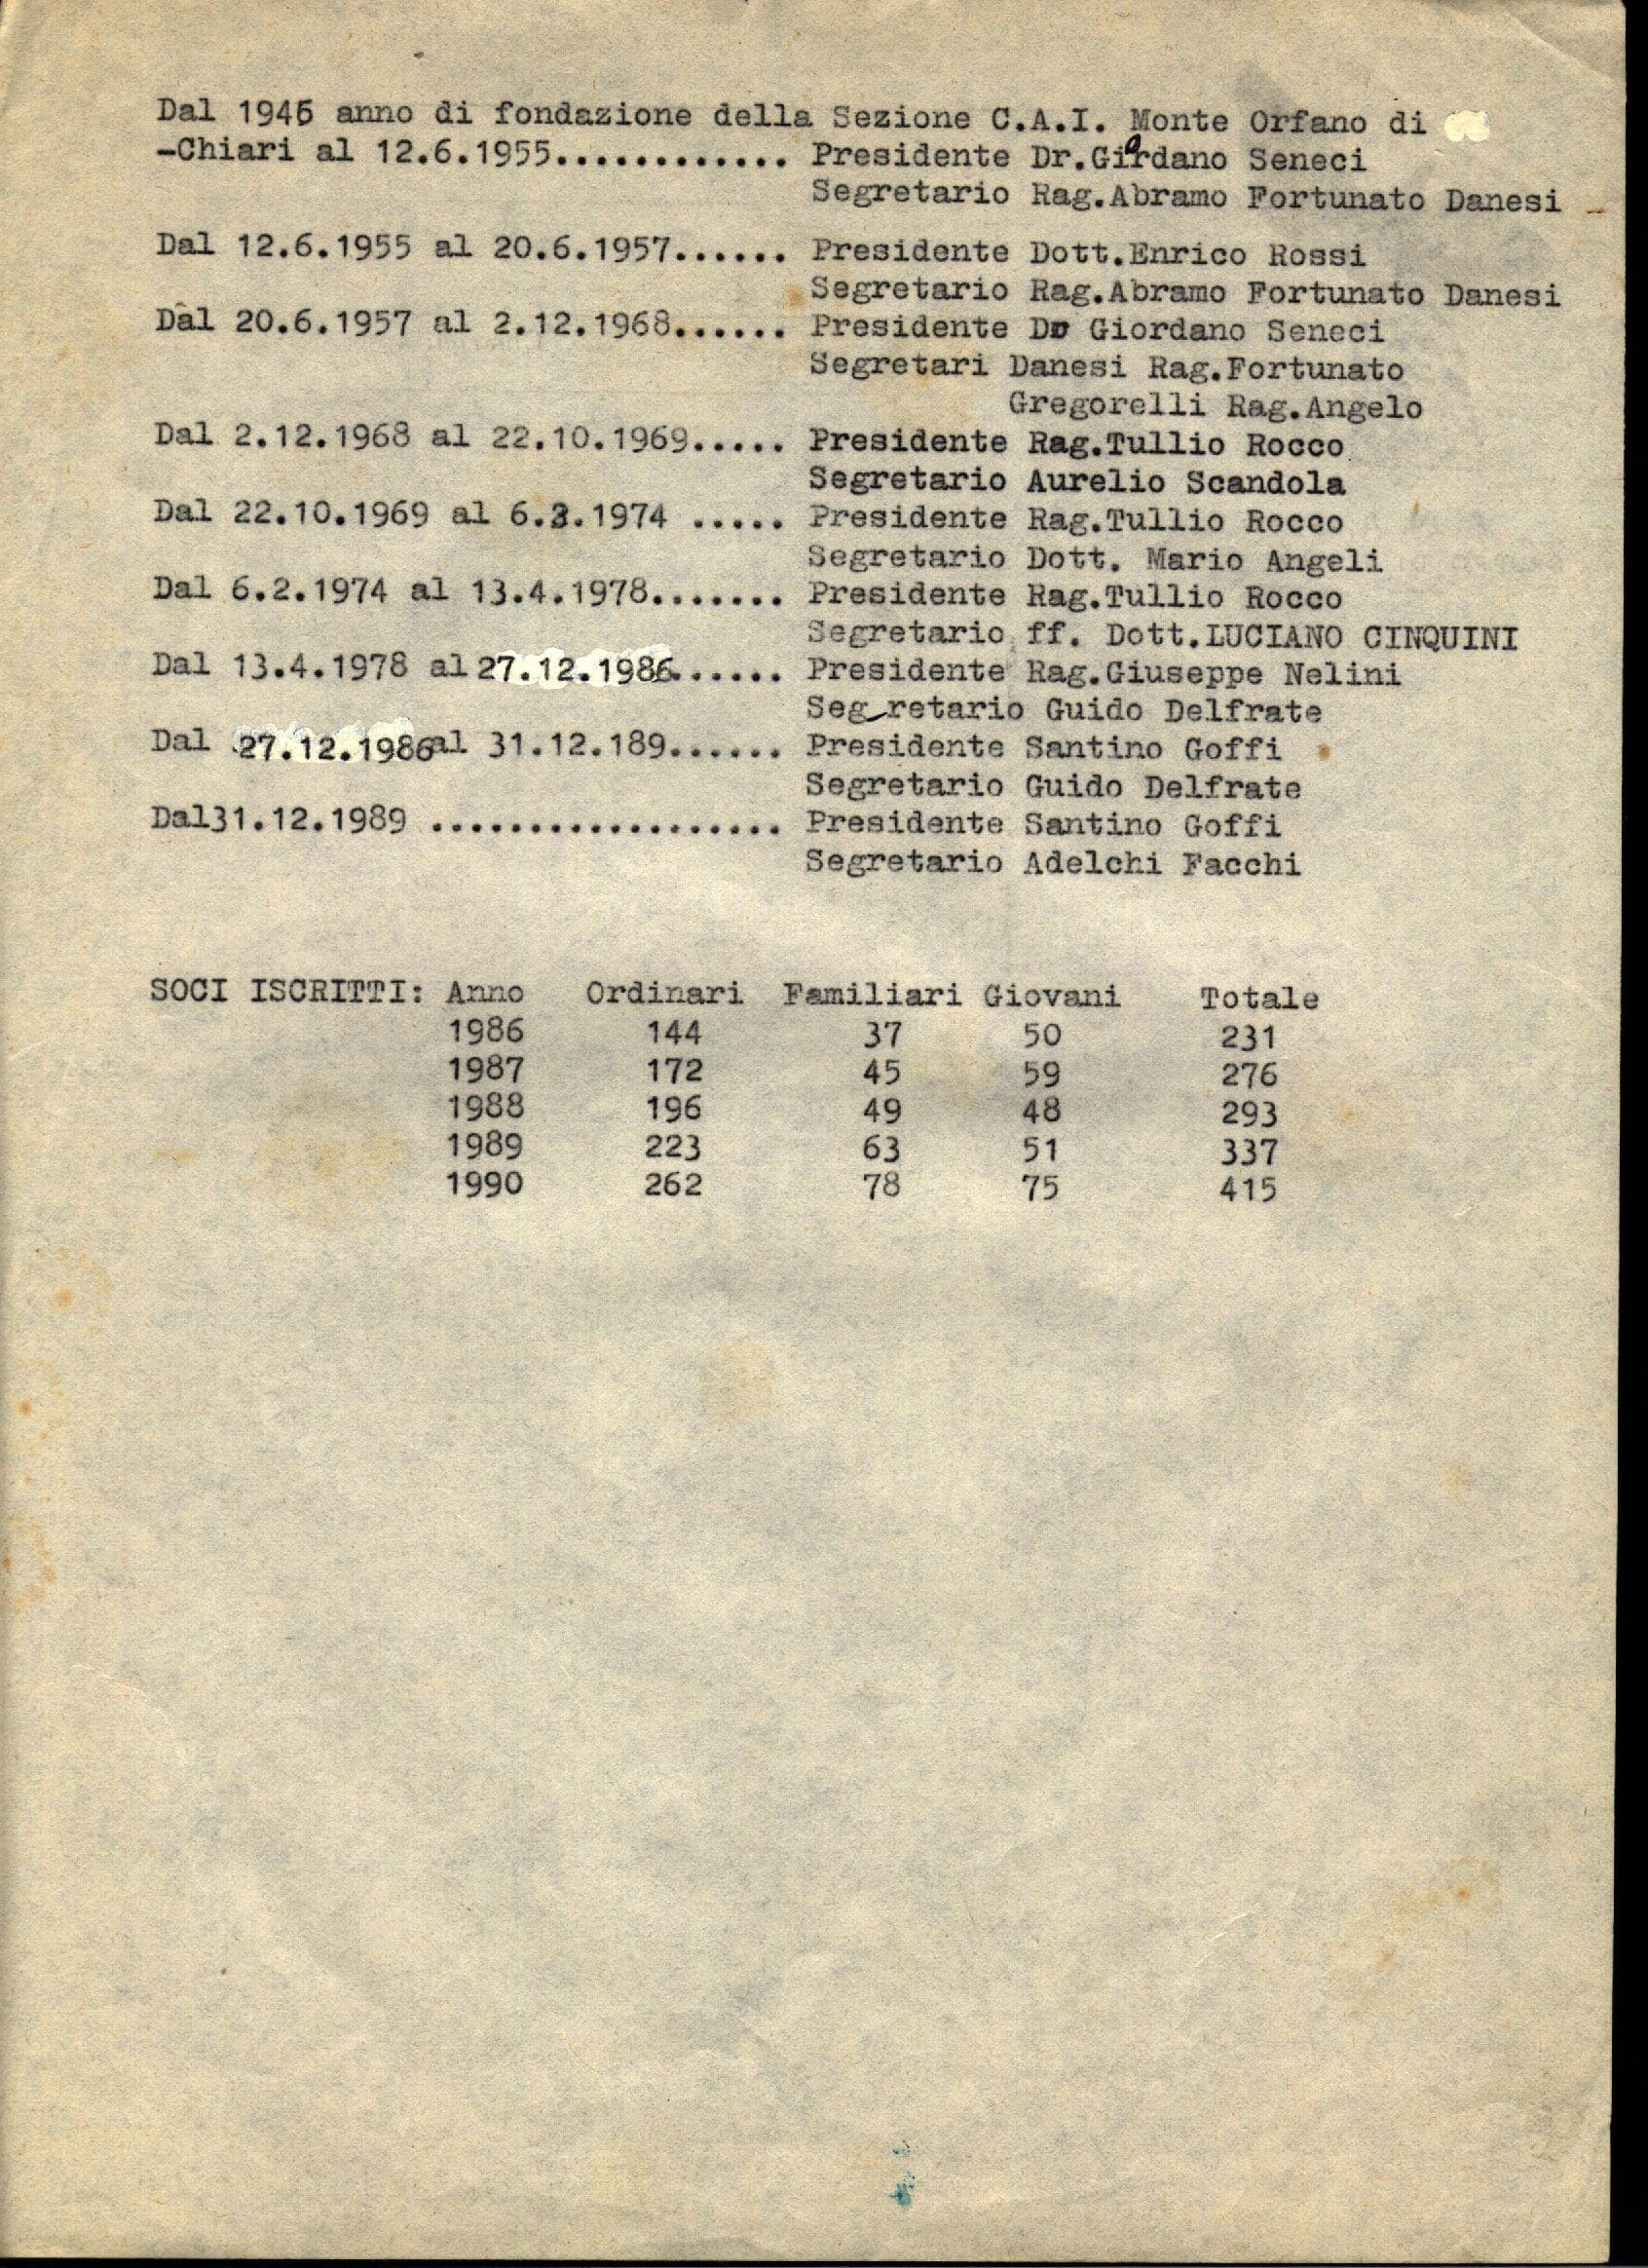 Dal 1946 anno di fondazione della Sezione C.A.I. Monte Orfano di
-Chiari al 12.6.1955............ Presidente Dr.Giordano Seneci
Segretario Rag.Abramo Fortunato Danesi
Dal 12.6.1955 al 20.6.1957...... Presidente Dott.Enrico Rossi
Segretario Rag.Abramo Fortunato Danesi
Dal 20.6.1957 al 2.12.1968...... Presidente Dr Giordano Seneci
Segretari Danesi Rag.Fortunato
Gregorelli Rag.Angelo
Dal 2.12.1968 al 22.10.1969..... Presidente Rag.Tullio Rocco
Segretario Aurelio Scandola
Dal 22.10.1969 al 6.2.1974 ..... Presidente Rag.Tullio Rocco
Segretario Dott. Mario Angeli
Dal 6.2.1974 al 13.4.1978....... Presidente Rag.Tullio Rocco
Segretario ff. Dott.LUCIANO CINQUINI
Dal 13.4.1978 al 27.12.1986...... Presidente Rag.Giuseppe Nelini
Seg retario Guido Delfrate
Dal 27.12.1986al 31.12.189...... Presidente Santino Goffi
Segretario Guido Delfrate
Dal31.12.1989 .................. Presidente Santino Goffi
Segretario Adelchi Facchi
SOCI ISCRITTI: Anno Ordinari Familiari Giovani Totale
1986 144 37 50 231
1987 172 45 59 276
1988 196 49 48 293
1989 223 63 51 337
1990 262 78 75 415